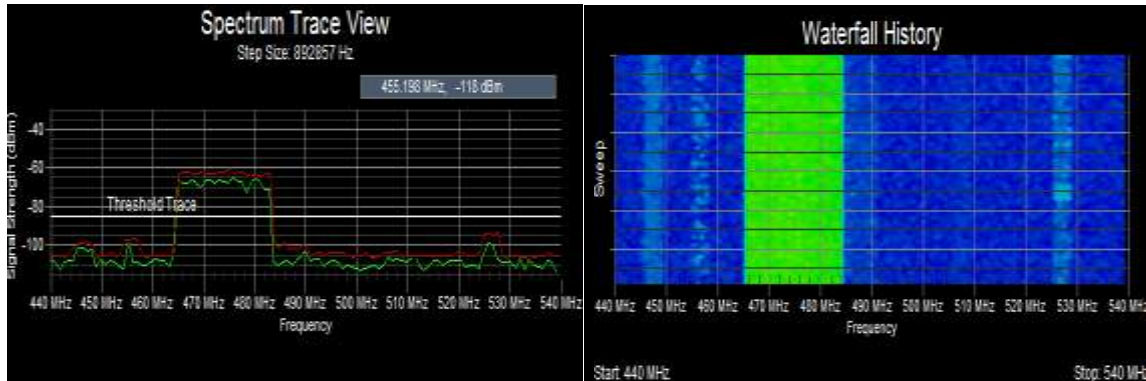 Spectrum Trace View
Step Size: 892857 Hz
455.198 MHz, -118 dBm
Signal Strength (dBm)
-40
-60
-80
-100
Threshold Trace
440 MHz 450 MHz 460 MHz 470 MHz 480 MHz 490 MHz 500 MHz 510 MHz 520 MHz 530 MHz 540 MHz
Frequency
Waterfall History
Sweep
440 MHz 450 MHz 460 MHz 470 MHz 480 MHz 490 MHz 500 MHz 510 MHz 520 MHz 530 MHz 540 MHz
Frequency
Start: 440 MHz
Stop: 540 MHz